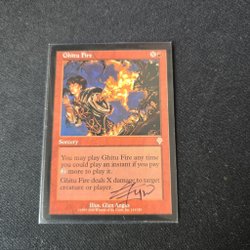 Ghitu Fire
Sorcery
You may play Ghitu Fire any time
you could play an instant if you pay
more to play it.
Ghitu Fire deals X damage to target
creature or player.
Illus. Glen Angus